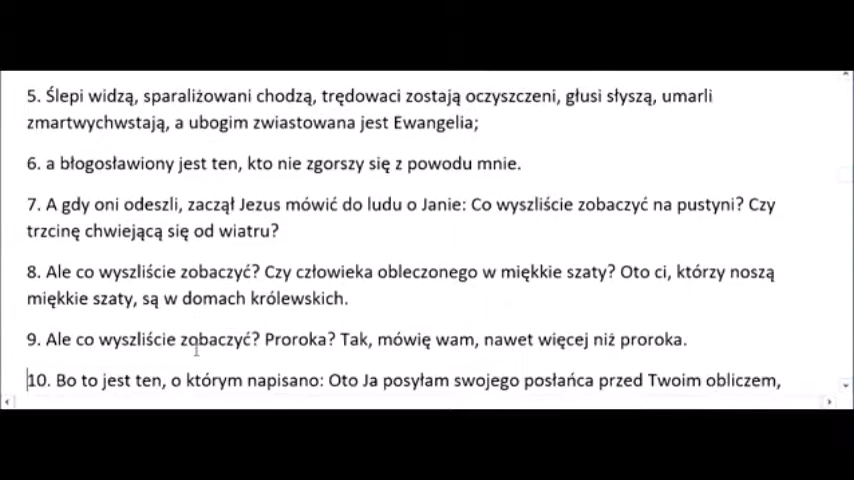 5. Ślepi widzą, sparaliżowani chodzą, trędowaci zostają oczyszczeni, głusi słyszą, umarli
zmartwychwstają, a ubogim zwiastowana jest Ewangelia;
6. a błogosławiony jest ten, kto nie zgorszy się z powodu mnie.
7. A gdy oni odeszli, zaczął Jezus mówić do ludu o Janie: Co wyszliście zobaczyć na pustyni? Czy
trzcinę chwiejącą się od wiatru?
8. Ale co wyszliście zobaczyć? Czy człowieka obleczonego w miękkie szaty? Oto ci, którzy noszą
miękkie szaty, są w domach królewskich.
9. Ale co wyszliście zobaczyć? Proroka? Tak, mówię wam, nawet więcej niż proroka.
10. Bo to jest ten, o którym napisano: Oto Ja posyłam swojego posłańca przed Twoim obliczem,